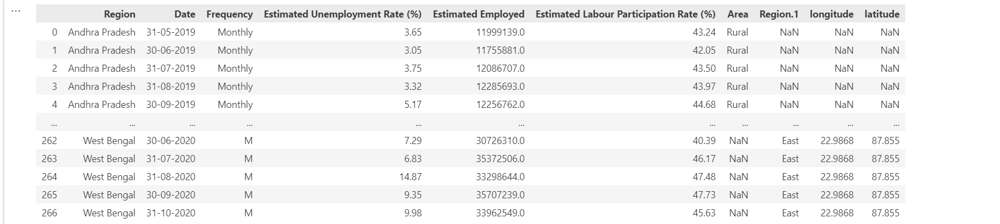 ...
Region Date Frequency Estimated Unemployment Rate (%) Estimated Employed Estimated Labour Participation Rate (%) Area Region.1 longitude latitude
0 Andhra Pradesh 31-05-2019 Monthly 3.65 11999139.0 43.24 Rural NaN NaN NaN
1 Andhra Pradesh 30-06-2019 Monthly 3.05 11755881.0 42.05 Rural NaN NaN NaN
2 Andhra Pradesh 31-07-2019 Monthly 3.75 12086707.0 43.50 Rural NaN NaN NaN
3 Andhra Pradesh 31-08-2019 Monthly 3.32 12285693.0 43.97 Rural NaN NaN NaN
4 Andhra Pradesh 30-09-2019 Monthly 5.17 12256762.0 44.68 Rural NaN NaN NaN
... ... ... ... ... ... ... ... ... ... ...
262 West Bengal 30-06-2020 M 7.29 30726310.0 40.39 NaN East 22.9868 87.855
263 West Bengal 31-07-2020 M 6.83 35372506.0 46.17 NaN East 22.9868 87.855
264 West Bengal 31-08-2020 M 14.87 33298644.0 47.48 NaN East 22.9868 87.855
265 West Bengal 30-09-2020 M 9.35 35707239.0 47.73 NaN East 22.9868 87.855
266 West Bengal 31-10-2020 M 9.98 33962549.0 45.63 NaN East 22.9868 87.855